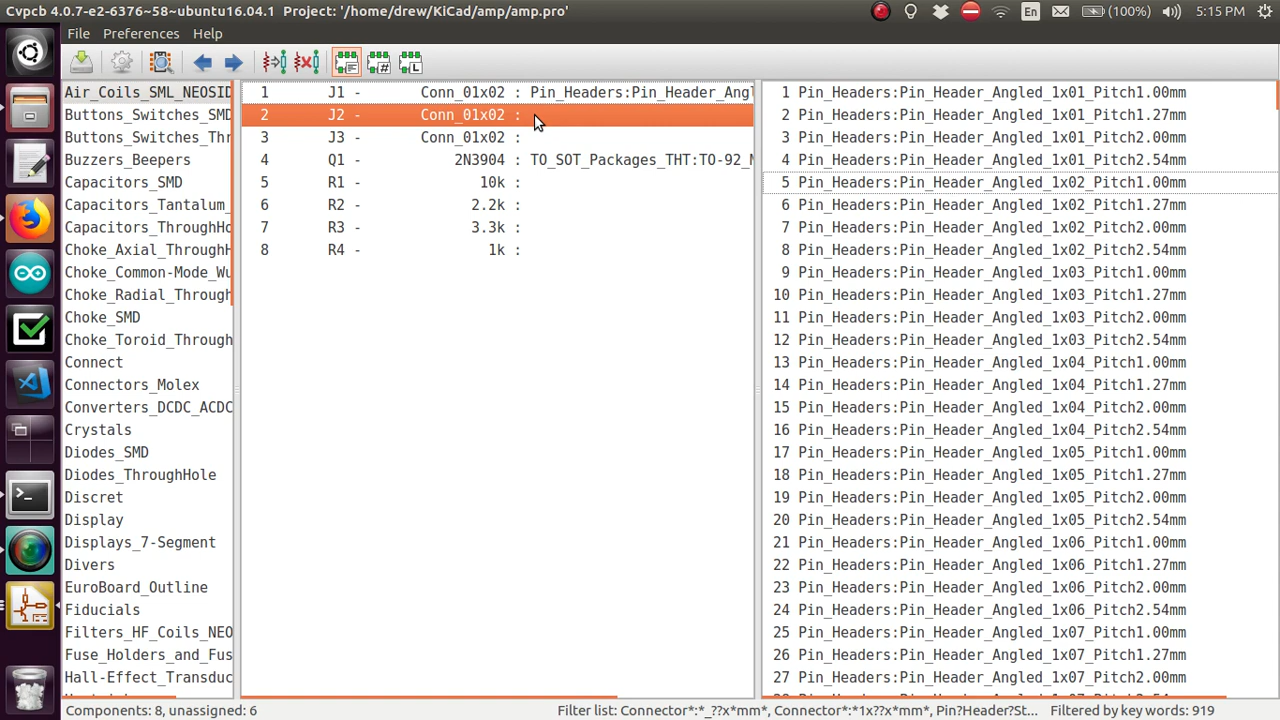 Cvpcb 4.0.7-e2-6376~58~ubuntu16.04.1 Project: '/home/drew/KiCad/amp/amp.pro'
En
(100%)
5:15 PM
File Preferences Help
Air_Coils_SML_NEOSID
Buttons_Switches_SMD
Buttons_Switches_Thr
Buzzers_Beepers
Capacitors_SMD
Capacitors_Tantalum_
Capacitors_ThroughHo
Choke_Axial_ThroughH
Choke_Common-Mode_Wu
Choke_Radial_Through
Choke_SMD
Choke_Toroid_Through
Connect
Connectors_Molex
Converters_DCDC_ACDC
Crystals
Diodes_SMD
Diodes_ThroughHole
Discret
Display
Displays_7-Segment
Divers
EuroBoard_Outline
Fiducials
Filters_HF_Coils_NEO
Fuse_Holders_and_Fus
Hall-Effect_Transduc
1 J1 - Conn_01x02 : Pin_Headers:Pin_Header_Angl
2 J2 - Conn_01x02 :
3 J3 - Conn_01x02 :
4 Q1 - 2N3904 : TO_SOT_Packages_THT:TO-92_
5 R1 - 10k :
6 R2 - 2.2k :
7 R3 - 3.3k :
8 R4 - 1k :
1 Pin_Headers:Pin_Header_Angled_1x01_Pitch1.00mm
2 Pin_Headers:Pin_Header_Angled_1x01_Pitch1.27mm
3 Pin_Headers:Pin_Header_Angled_1x01_Pitch2.00mm
4 Pin_Headers:Pin_Header_Angled_1x01_Pitch2.54mm
5 Pin_Headers:Pin_Header_Angled_1x02_Pitch1.00mm
6 Pin_Headers:Pin_Header_Angled_1x02_Pitch1.27mm
7 Pin_Headers:Pin_Header_Angled_1x02_Pitch2.00mm
8 Pin_Headers:Pin_Header_Angled_1x02_Pitch2.54mm
9 Pin_Headers:Pin_Header_Angled_1x03_Pitch1.00mm
10 Pin_Headers:Pin_Header_Angled_1x03_Pitch1.27mm
11 Pin_Headers:Pin_Header_Angled_1x03_Pitch2.00mm
12 Pin_Headers:Pin_Header_Angled_1x03_Pitch2.54mm
13 Pin_Headers:Pin_Header_Angled_1x04_Pitch1.00mm
14 Pin_Headers:Pin_Header_Angled_1x04_Pitch1.27mm
15 Pin_Headers:Pin_Header_Angled_1x04_Pitch2.00mm
16 Pin_Headers:Pin_Header_Angled_1x04_Pitch2.54mm
17 Pin_Headers:Pin_Header_Angled_1x05_Pitch1.00mm
18 Pin_Headers:Pin_Header_Angled_1x05_Pitch1.27mm
19 Pin_Headers:Pin_Header_Angled_1x05_Pitch2.00mm
20 Pin_Headers:Pin_Header_Angled_1x05_Pitch2.54mm
21 Pin_Headers:Pin_Header_Angled_1x06_Pitch1.00mm
22 Pin_Headers:Pin_Header_Angled_1x06_Pitch1.27mm
23 Pin_Headers:Pin_Header_Angled_1x06_Pitch2.00mm
24 Pin_Headers:Pin_Header_Angled_1x06_Pitch2.54mm
25 Pin_Headers:Pin_Header_Angled_1x07_Pitch1.00mm
26 Pin_Headers:Pin_Header_Angled_1x07_Pitch1.27mm
27 Pin_Headers:Pin_Header_Angled_1x07_Pitch2.00mm
Components: 8, unassigned: 6
Filter list: Connector*:*_??x*mm*, Connector*:*1x??x*mm*, Pin?Header?St...
Filtered by key words: 919